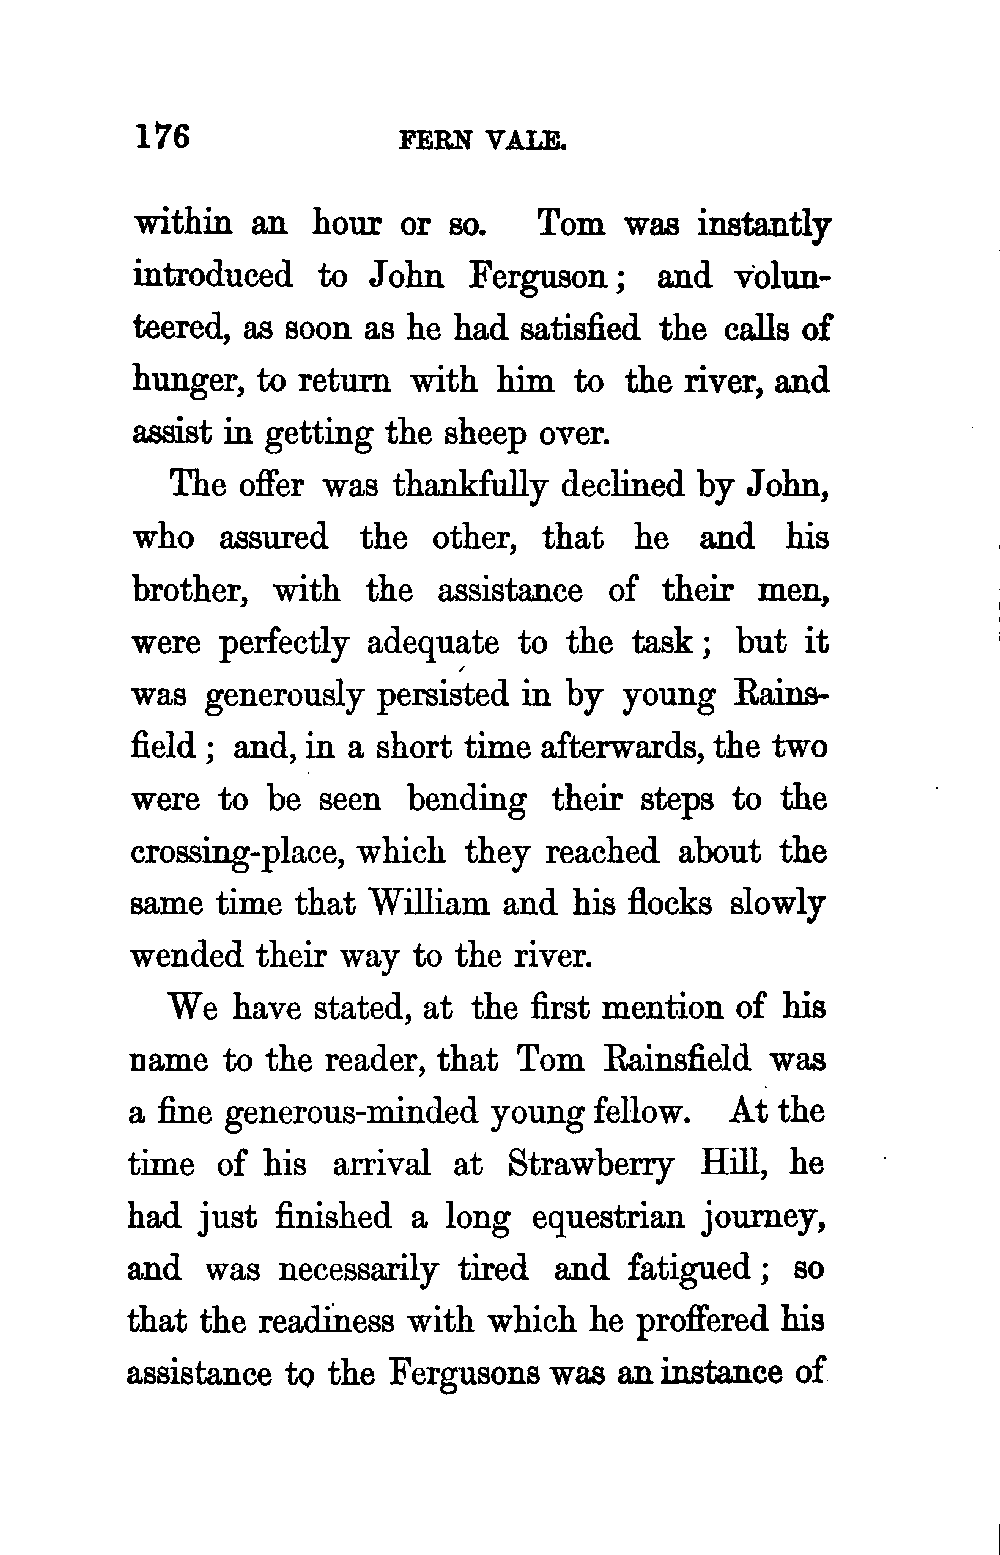 176 FERN VALE.
within an hour or so. Tom was instantly
introduced to John Ferguson; and volun-
teered, as soon as he had satisfied the calls of
hunger, to return with him to the river, and
assist in getting the sheep over.
The offer was thankfully declined by John,
who assured the other, that he and his
brother, with the assistance of their men,
were perfectly adequate to the task; but it
was generously persisted in by young Rains-
field; and, in a short time afterwards, the two
were to be seen bending their steps to the
crossing-place, which they reached about the
same time that William and his flocks slowly
wended their way to the river.
We have stated, at the first mention of his
name to the reader, that Tom Rainsfield was
a fine generous-minded young fellow. At the
time of his arrival at Strawberry Hill, he
had just finished a long equestrian journey,
and was necessarily tired and fatigued; so
that the readiness with which he proffered his
assistance to the Fergusons was an instance of